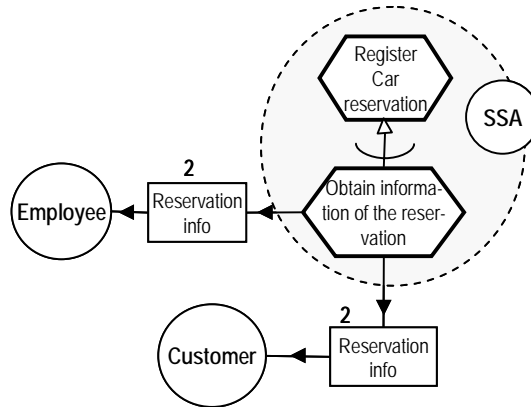 Register
Car
reservation
SSA
Obtain informa-
tion of the reser-
vation
2
Reservation
info
Employee
2
Reservation
info
Customer